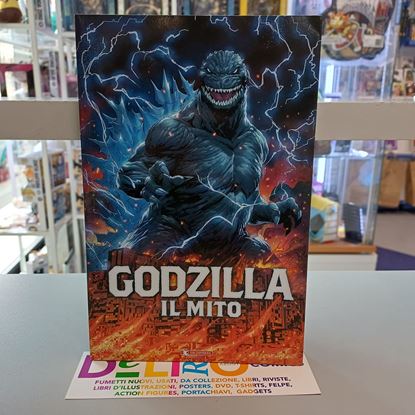 GODZILLA
IL MITO
FUMETTI NUOVI, USATI, DA COLLEZIONE, LIBRI, RIVISTE,
LIBRI D'ILLUSTRAZIONI, POSTERS, DVD, T-SHIRTS, FELPE,
ACTION FIGURES, PORTACHIAVI, GADGETS